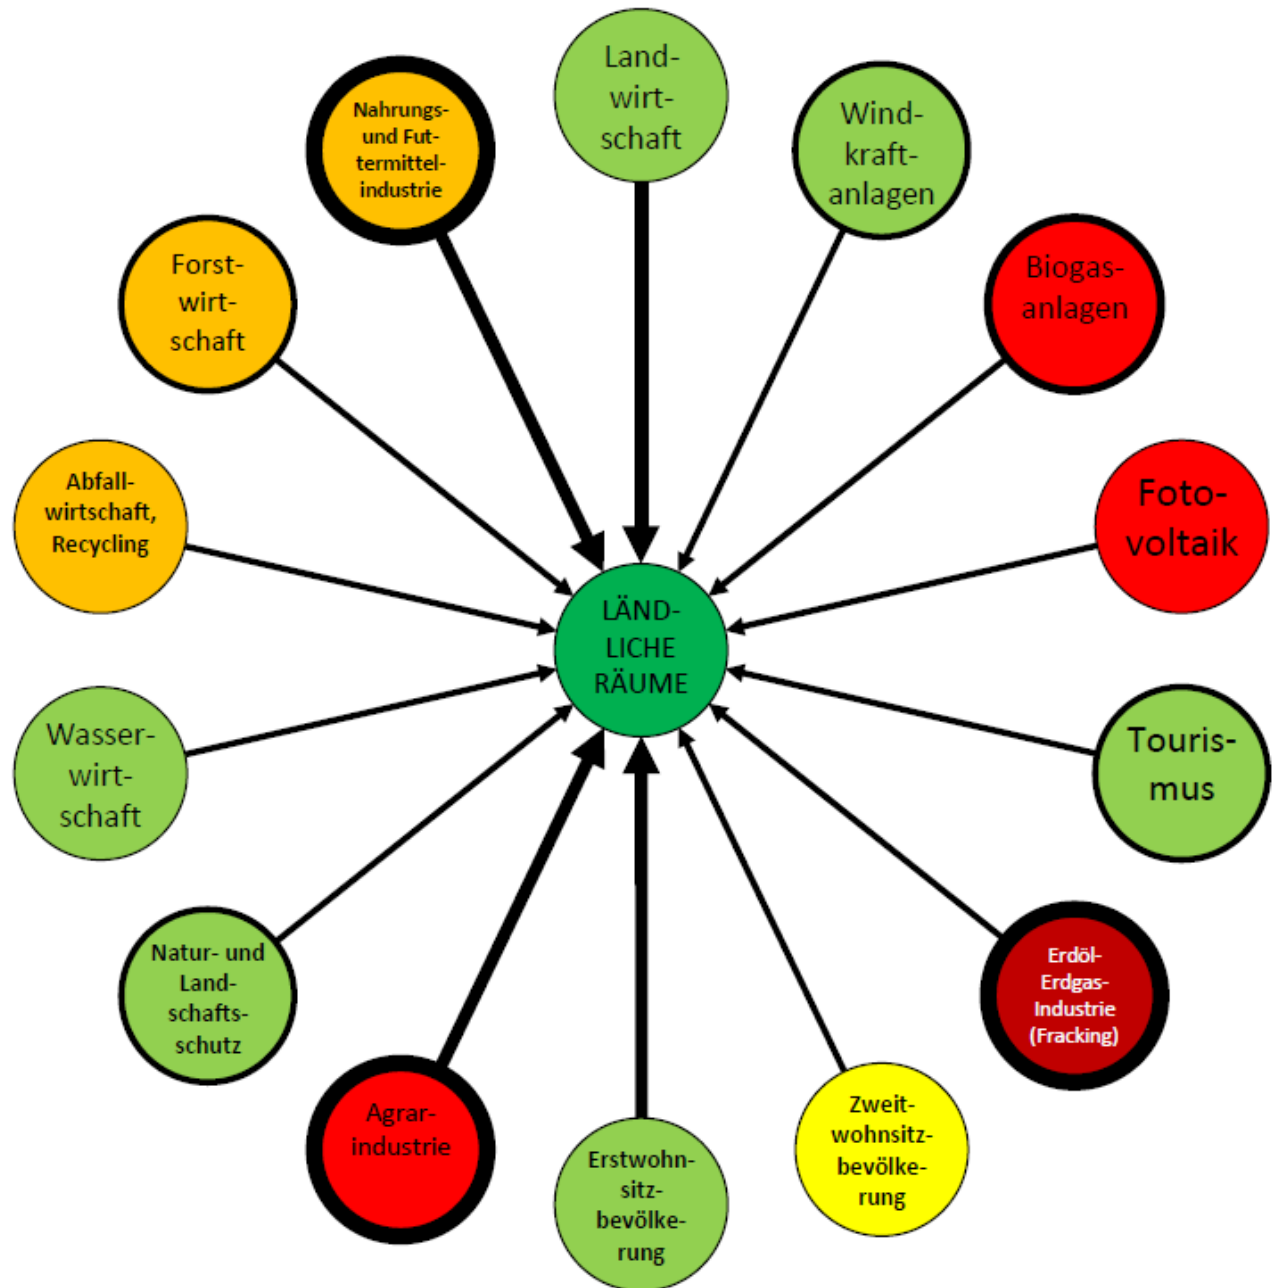 Land-
wirt-
schaft
Wind-
kraft-
anlagen
Biogas-
anlagen
Foto-
voltaik
Touris-
mus
Erdöl-
Erdgas-
Industrie
(Fracking)
Zweit-
wohnsitz-
bevölke-
rung
Erstwohn-
sitz-
bevölke-
rung
Agrar-
industrie
Natur- und
Land-
schafts-
schutz
Wasser-
wirt-
schaft
Abfall-
wirtschaft,
Recycling
Forst-
wirt-
schaft
Nahrungs-
und Fut-
termittel-
industrie
LÄND-
LICHE
RÄUME